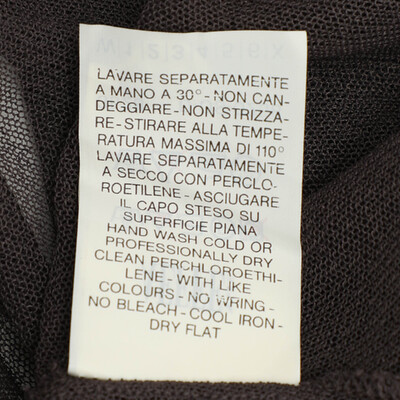 LAVARE SEPARATAMENTE
A MANO A 30° - NON CAN-
DEGGIARE - NON STRIZZA-
RE - STIRARE ALLA TEMPE-
RATURA MASSIMA DI 110°
LAVARE SEPARATAMENTE
A SECCO CON PERCLO-
ROETILENE - ASCIUGARE
IL CAPO STESO SU
SUPERFICIE PIANA
HAND WASH COLD OR
PROFESSIONALLY DRY
CLEAN PERCHLOROETHI-
LENE - WITH LIKE
COLOURS - NO WRING -
NO BLEACH - COOL IRON -
DRY FLAT